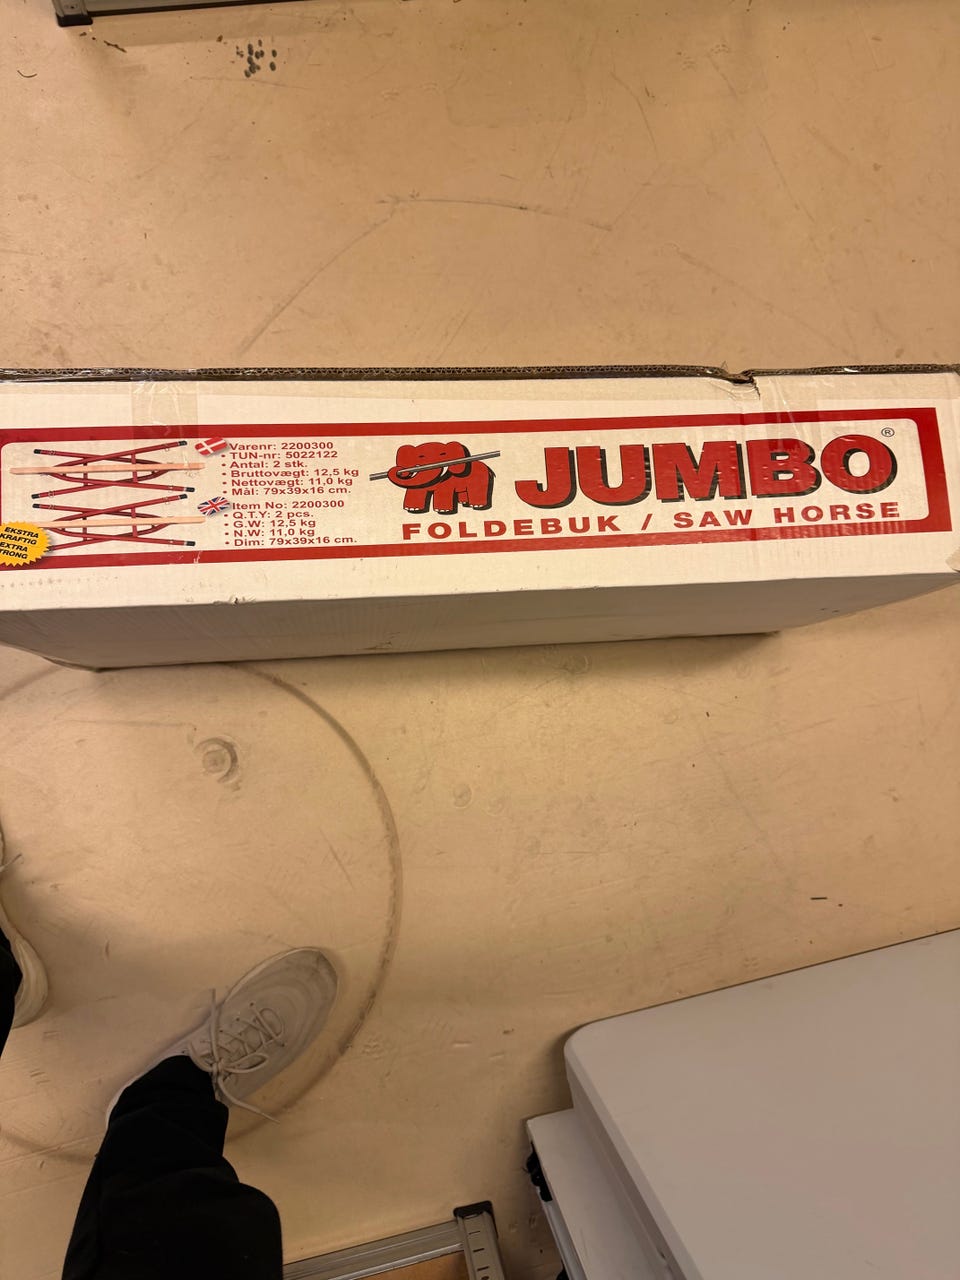 Varenr: 2200300
• TUN-nr: 5022122
• Antal: 2 stk.
• Bruttovægt: 12,5 kg
• Nettovægt: 11,0 kg
• Mål: 79x39x16 cm.
Item No: 2200300
• Q.T.Y: 2 pcs.
• G.W: 12,5 kg
• N.W: 11,0 kg
• Dim: 79x39x16 cm.
EKSTRA
KRAFTIG
EXTRA
STRONG
JUMBO®
FOLDEBUK / SAW HORSE